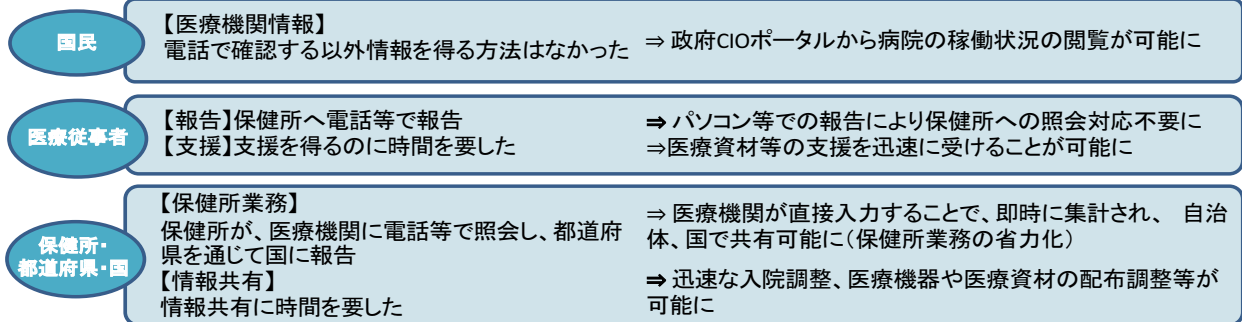 国民
【医療機関情報】
電話で確認する以外情報を得る方法はなかった
⇒ 政府CIOポータルから病院の稼働状況の閲覧が可能に
医療従事者
【報告】保健所へ電話等で報告
【支援】支援を得るのに時間を要した
⇒ パソコン等での報告により保健所への照会対応不要に
⇒医療資材等の支援を迅速に受けることが可能に
保健所・
都道府県・国
【保健所業務】
保健所が、医療機関に電話等で照会し、都道府
県を通じて国に報告
【情報共有】
情報共有に時間を要した
⇒ 医療機関が直接入力することで、即時に集計され、 自治
体、国で共有可能に（保健所業務の省力化）
⇒ 迅速な入院調整、医療機器や医療資材の配布調整等が
可能に